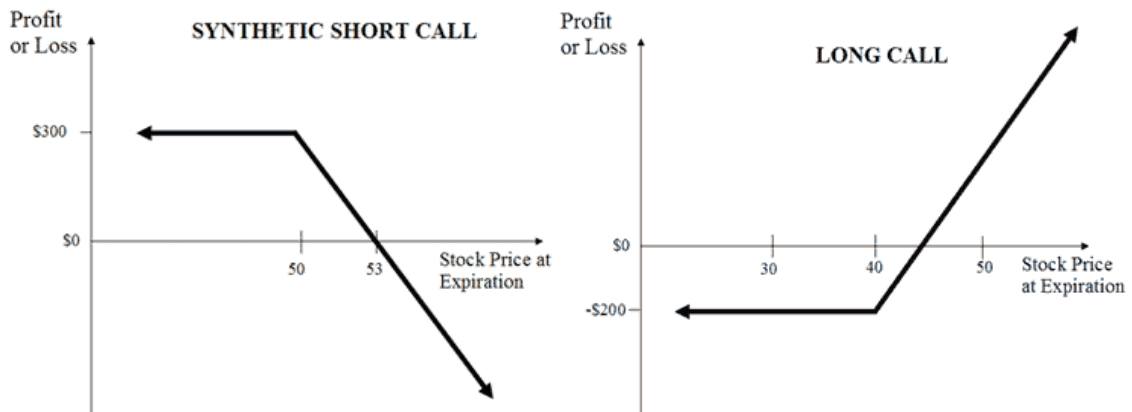 Profit
or Loss
SYNTHETIC SHORT CALL
$300
$0
50
53
Stock Price at
Expiration
Profit
or Loss
LONG CALL
$0
30
40
50
Stock Price
at Expiration
-$200